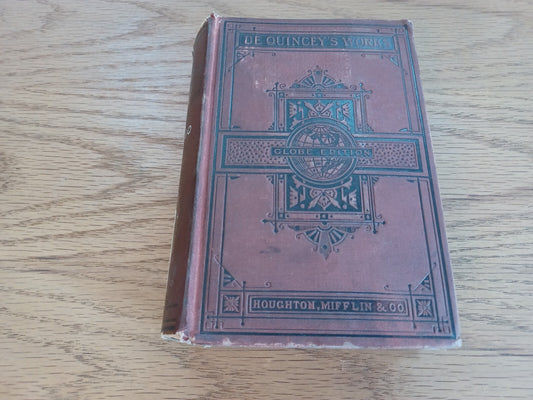 DE QUINCEY'S WORKS
GLOBE EDITION
HOUGHTON, MIFFLIN & CO.